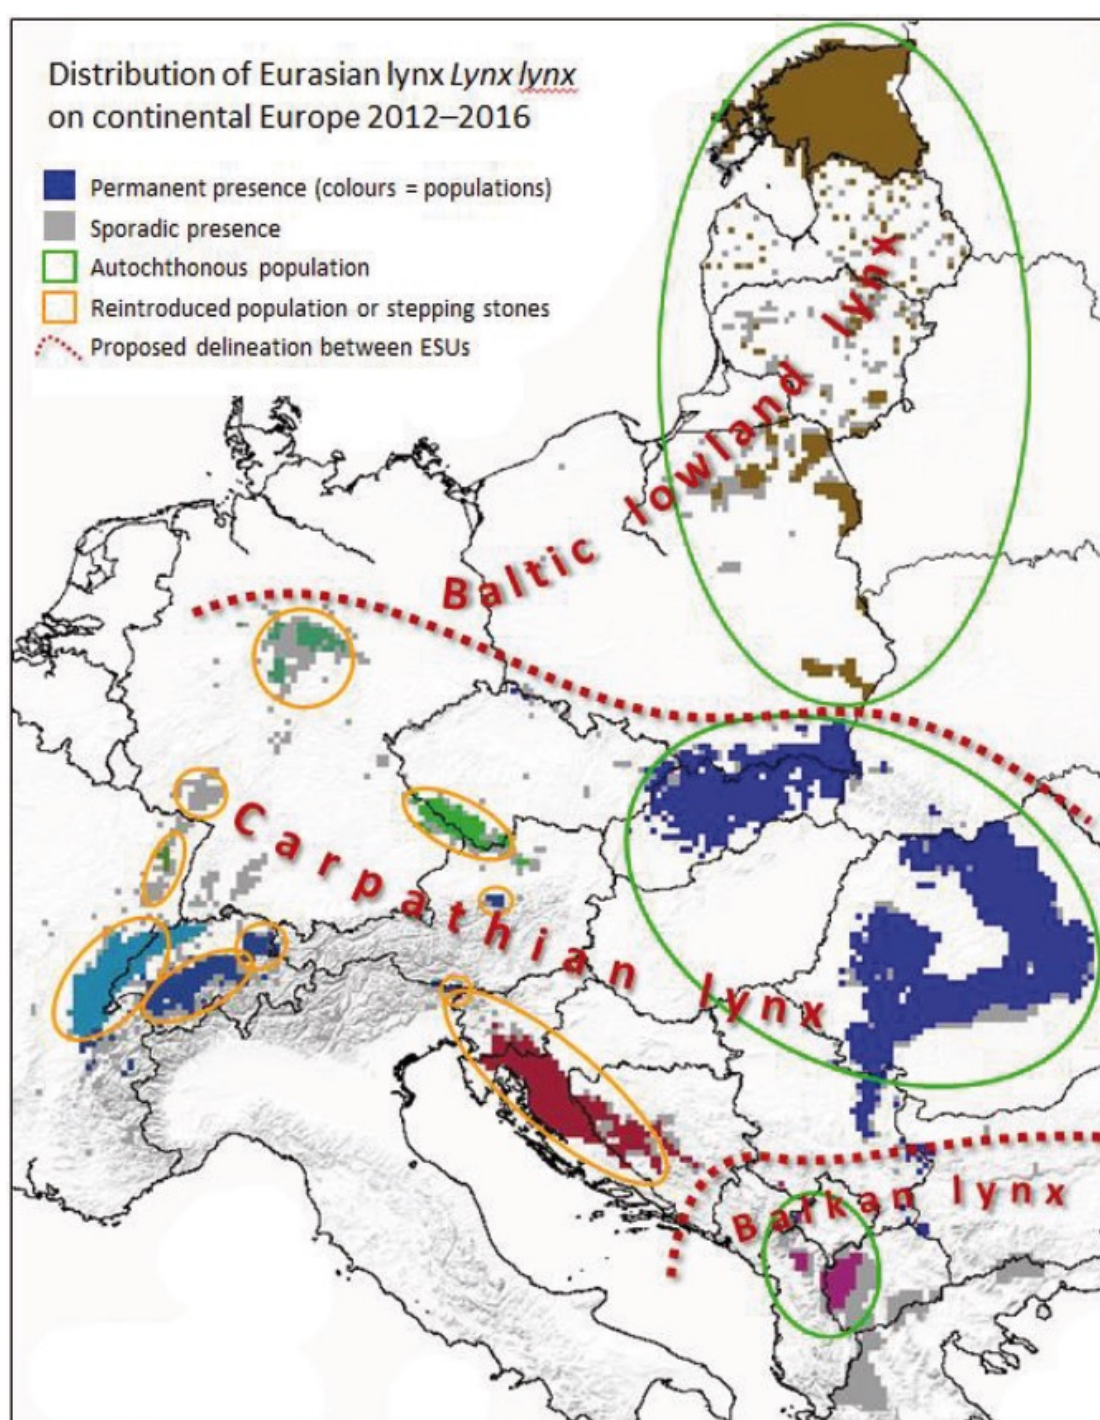 Distribution of Eurasian lynx Lynx lynx
on continental Europe 2012–2016
Permanent presence (colours = populations)
Sporadic presence
Autochthonous population
Reintroduced population or stepping stones
Proposed delineation between ESUs
Baltic lowland lynx
Carpathian lynx
Balkan lynx